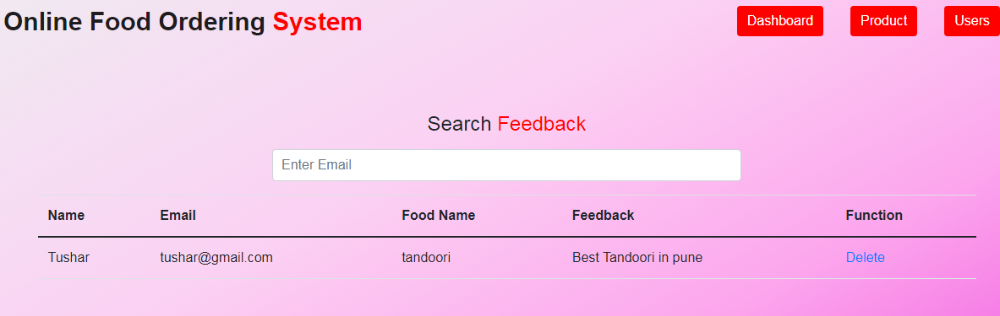 Online Food Ordering System Dashboard Product Users
Search Feedback
Enter Email
Name Email Food Name Feedback Function
Tushar tushar@gmail.com tandoori Best Tandoori in pune Delete